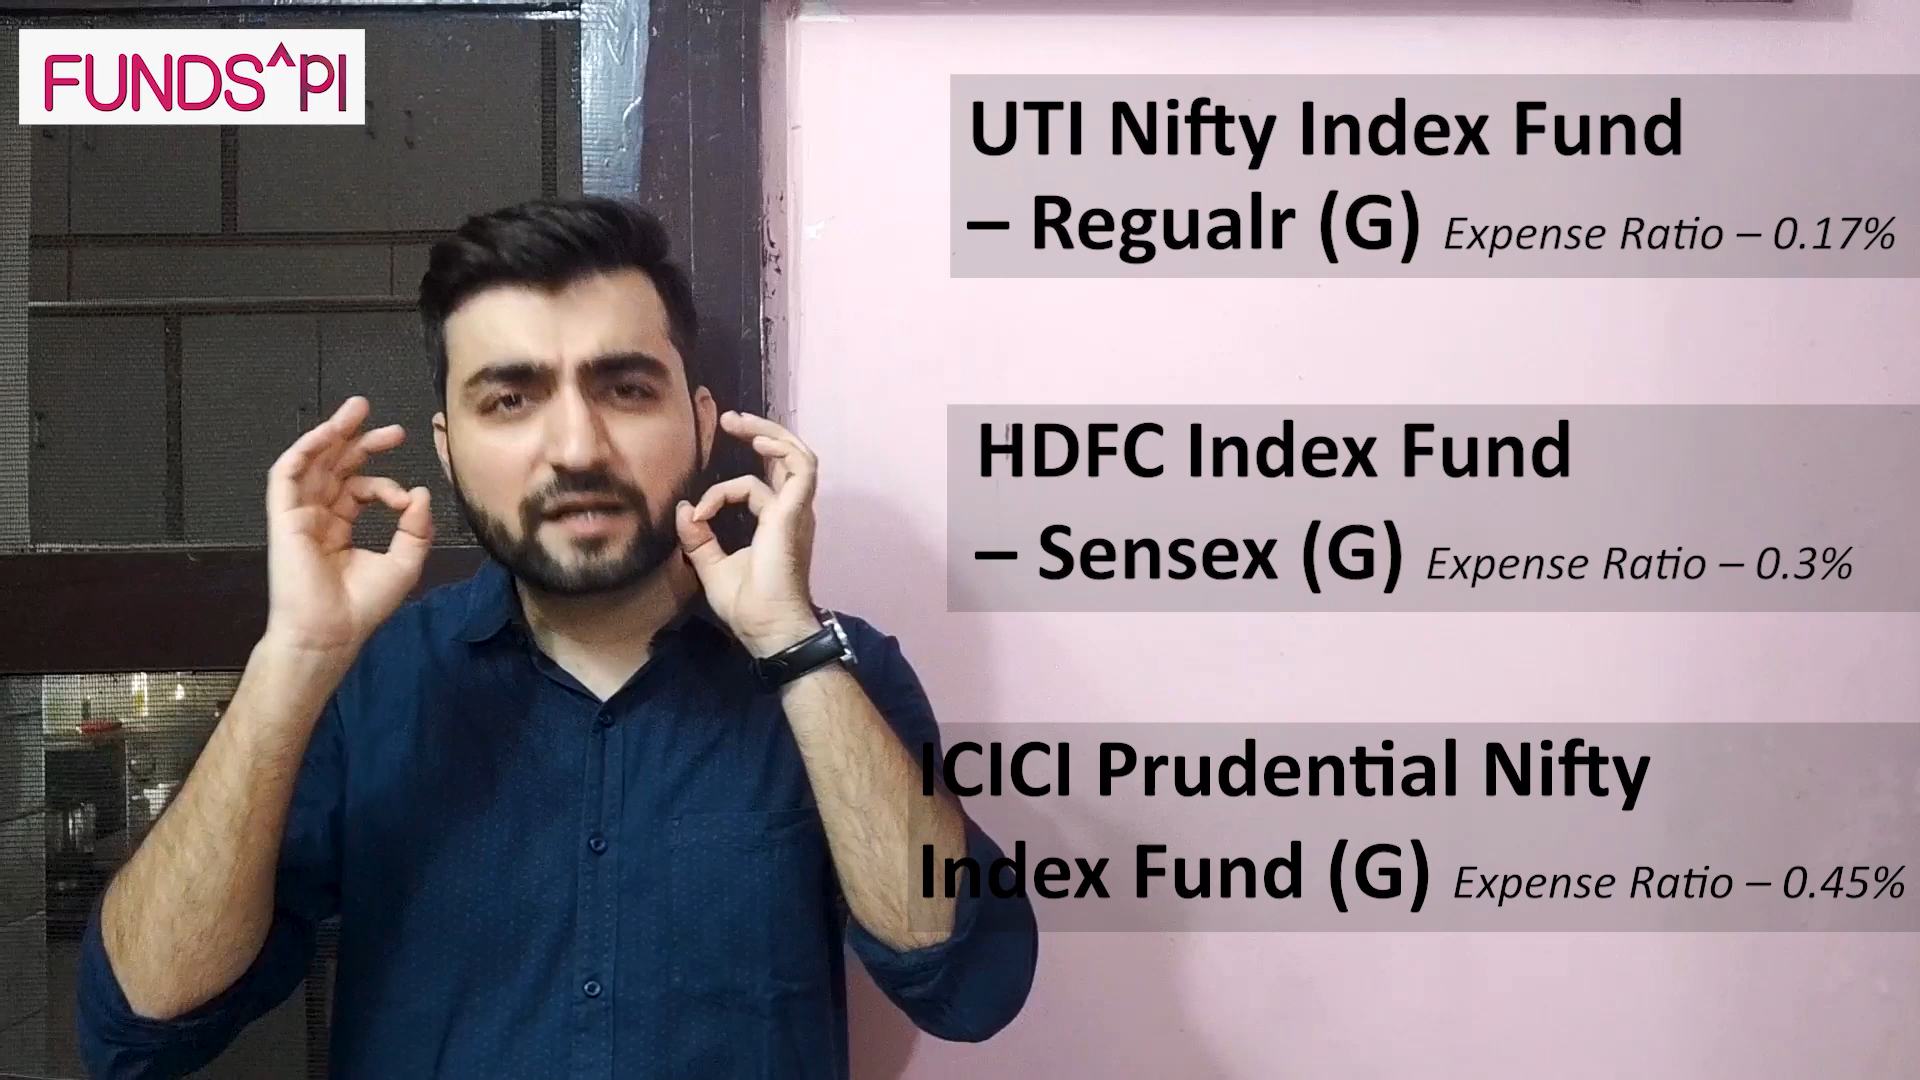 FUNDS^PI
UTI Nifty Index Fund
– Regualr (G) Expense Ratio – 0.17%
HDFC Index Fund
– Sensex (G) Expense Ratio – 0.3%
ICICI Prudential Nifty
Index Fund (G) Expense Ratio – 0.45%